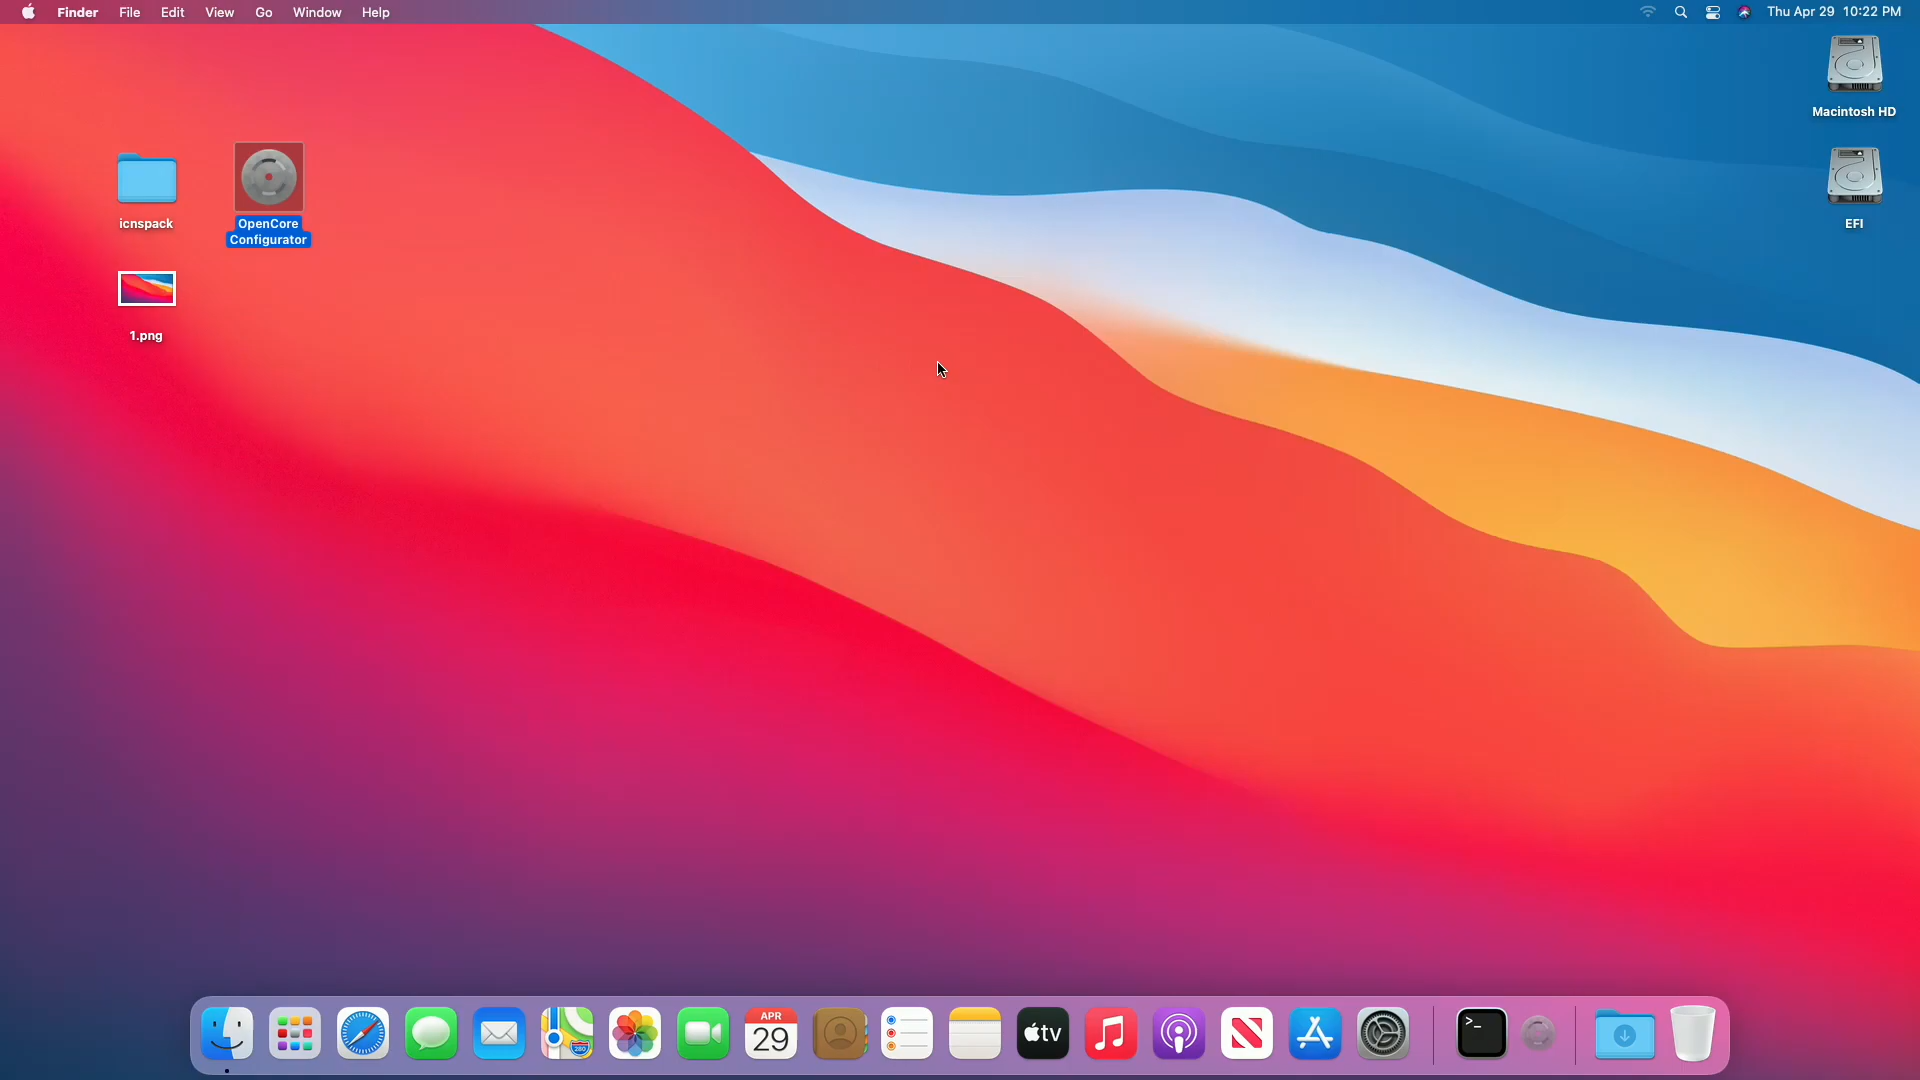 Finder File Edit View Go Window Help Thu Apr 29 10:22 PM
Macintosh HD
icnspack
OpenCore
Configurator
EFI
1.png
APR
29
280
tv
>_